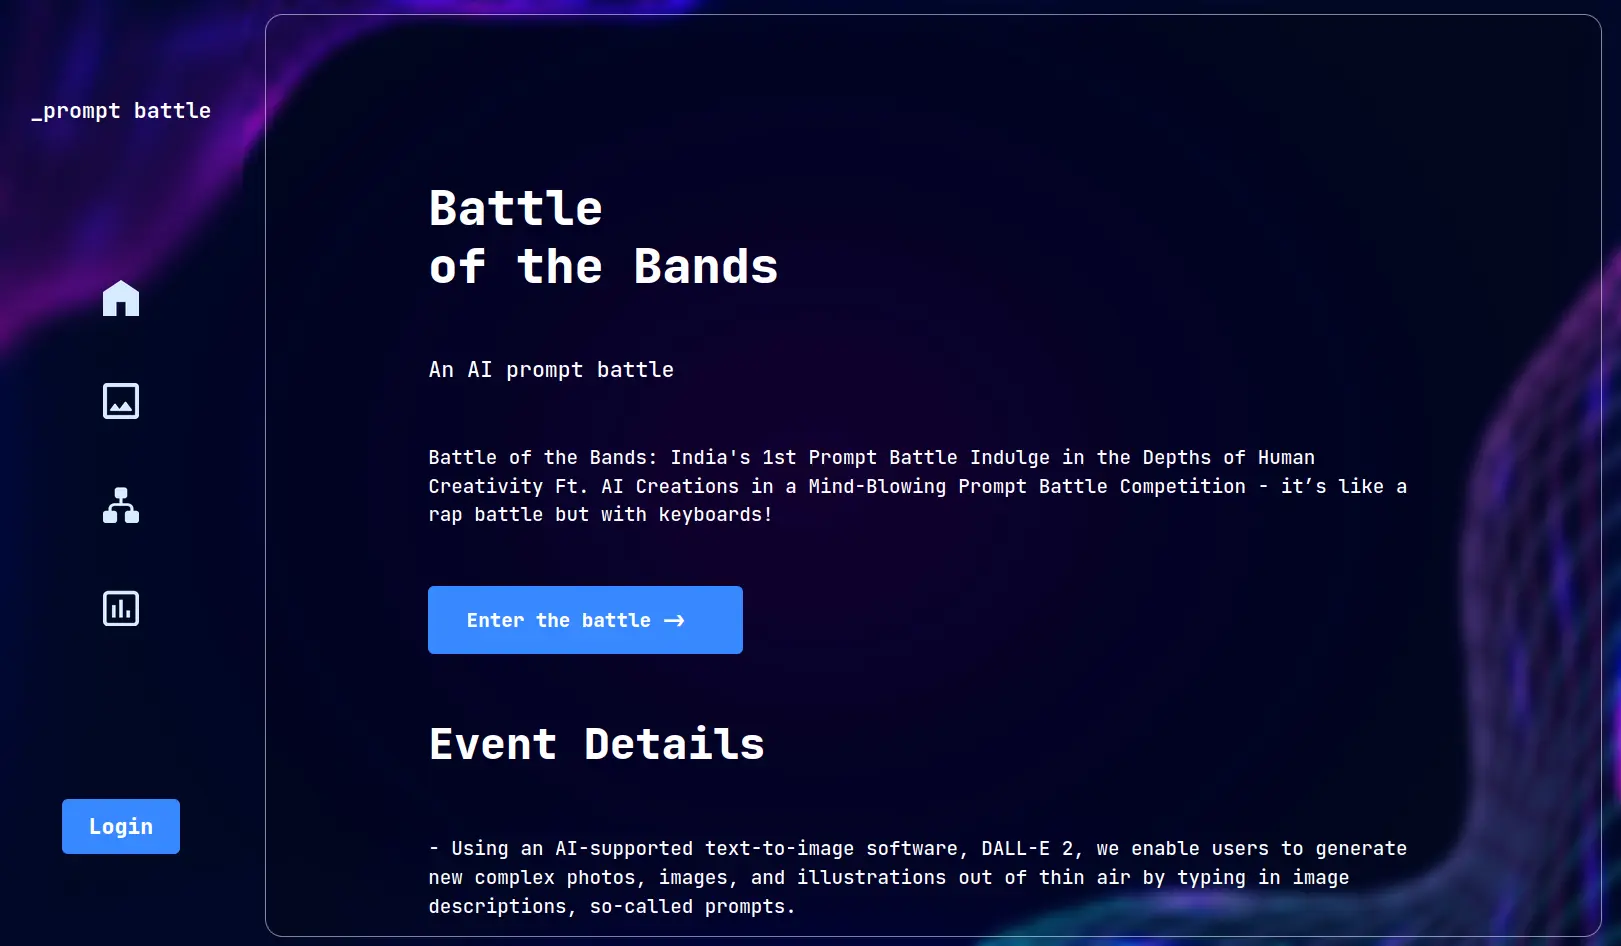 _prompt battle
Battle
of the Bands
An AI prompt battle
Battle of the Bands: India's 1st Prompt Battle Indulge in the Depths of Human
Creativity Ft. AI Creations in a Mind-Blowing Prompt Battle Competition - it’s like a
rap battle but with keyboards!
Enter the battle →
Event Details
- Using an AI-supported text-to-image software, DALL-E 2, we enable users to generate
new complex photos, images, and illustrations out of thin air by typing in image
descriptions, so-called prompts.
Login